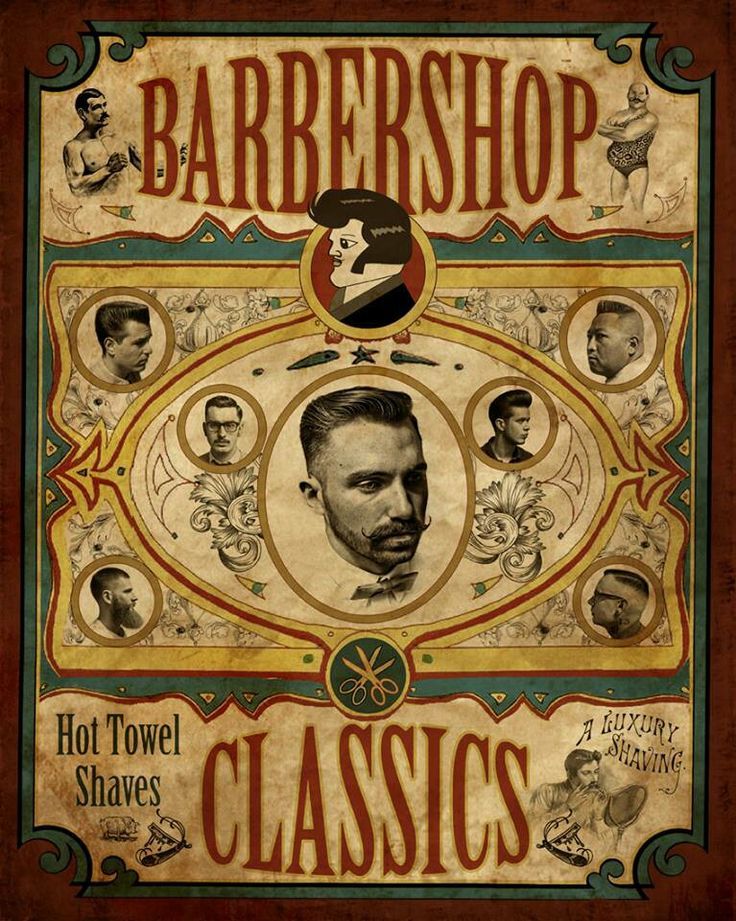 BARBERSHOP
Hot Towel
Shaves
CLASSICS
A LUXURY
SHAVING.